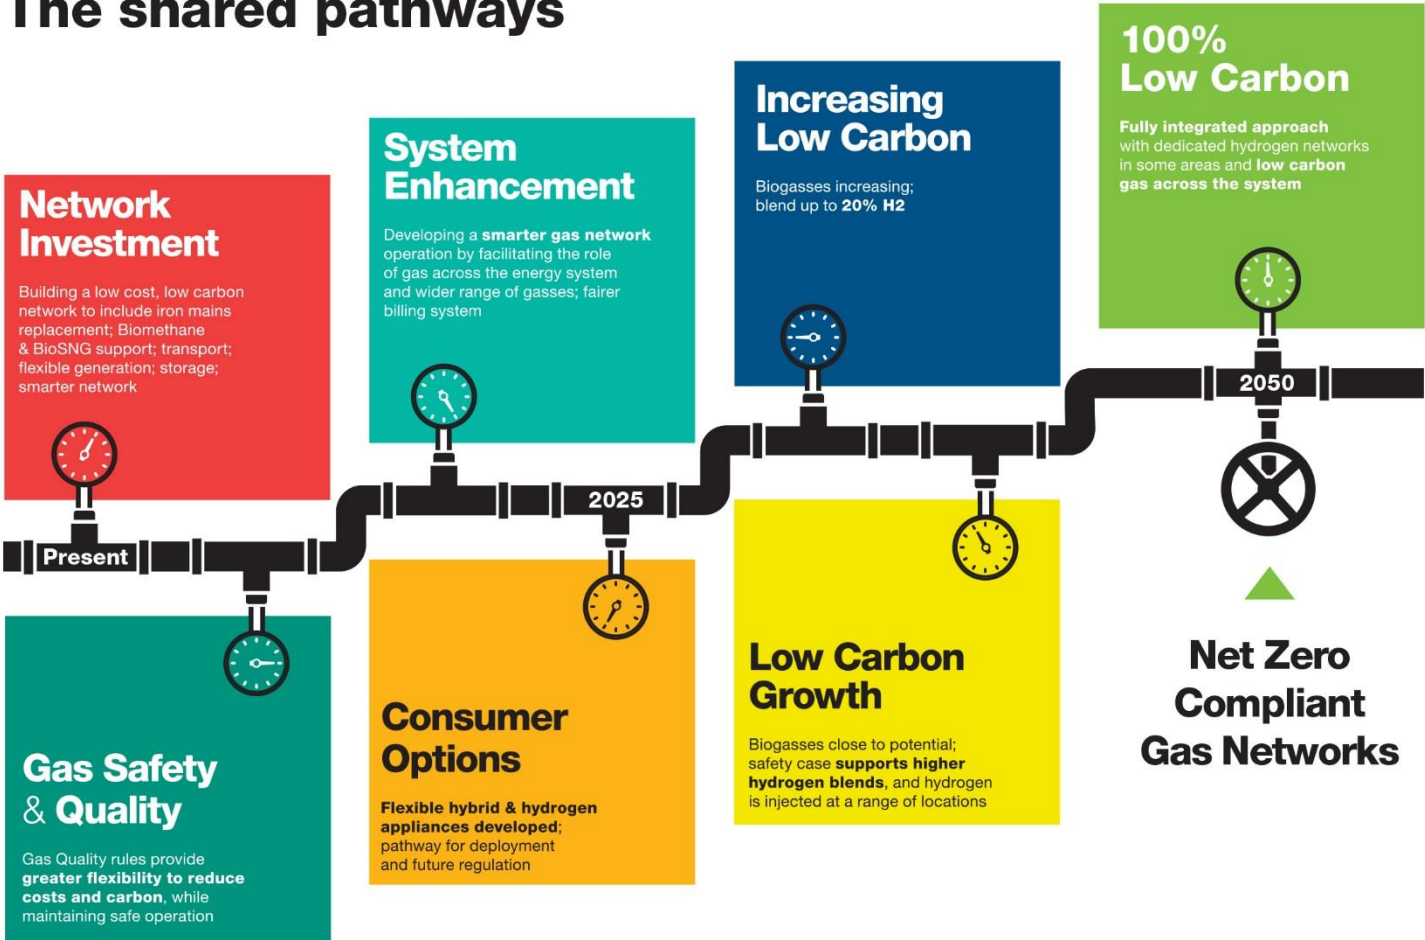 The shared pathways
Network
Investment
Building a low cost, low carbon
network to include iron mains
replacement; Biomethane
& BioSNG support; transport;
flexible generation; storage;
smarter network
System
Enhancement
Developing a smarter gas network
operation by facilitating the role
of gas across the energy system
and wider range of gasses; fairer
billing system
Increasing
Low Carbon
Biogasses increasing;
blend up to 20% H2
100%
Low Carbon
Fully integrated approach
with dedicated hydrogen networks
in some areas and low carbon
gas across the system
Present
2025
2050
Gas Safety
& Quality
Gas Quality rules provide
greater flexibility to reduce
costs and carbon, while
maintaining safe operation
Consumer
Options
Flexible hybrid & hydrogen
appliances developed;
pathway for deployment
and future regulation
Low Carbon
Growth
Biogasses close to potential;
safety case supports higher
hydrogen blends, and hydrogen
is injected at a range of locations
Net Zero
Compliant
Gas Networks